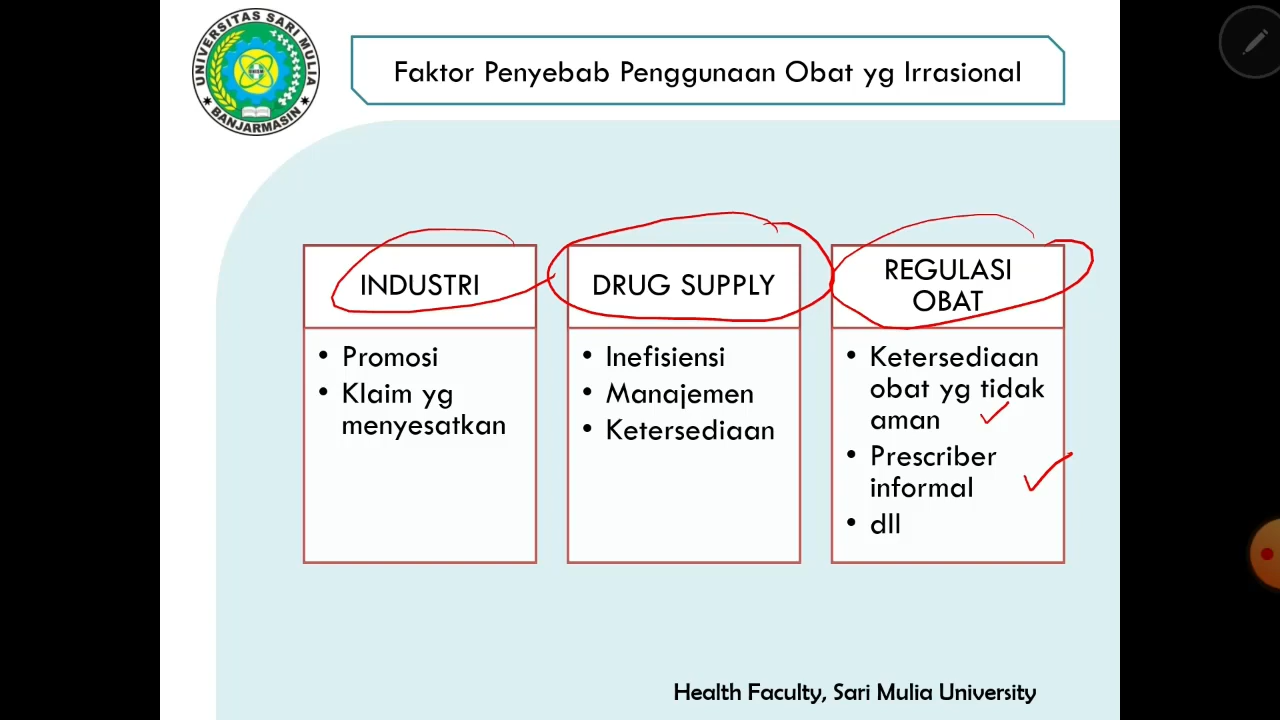 UNIVERSITAS SARI MULIA
BANJARMASIN
Faktor Penyebab Penggunaan Obat yg Irrasional
INDUSTRI
• Promosi
• Klaim yg
menyesatkan
DRUG SUPPLY
• Inefisiensi
• Manajemen
• Ketersediaan
REGULASI
OBAT
• Ketersediaan
obat yg tidak
aman
• Prescriber
informal
• dll
Health Faculty, Sari Mulia University